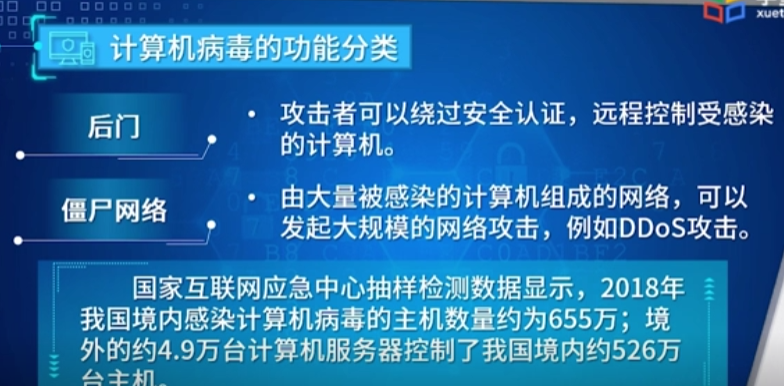 计算机病毒的功能分类
后门
• 攻击者可以绕过安全认证，远程控制受感染
的计算机。
僵尸网络
• 由大量被感染的计算机组成的网络，可以
发起大规模的网络攻击，例如DDoS攻击。
国家互联网应急中心抽样检测数据显示，2018年
我国境内感染计算机病毒的主机数量约为655万；境
外的约4.9万台计算机服务器控制了我国境内约526万
台主机。
xuet